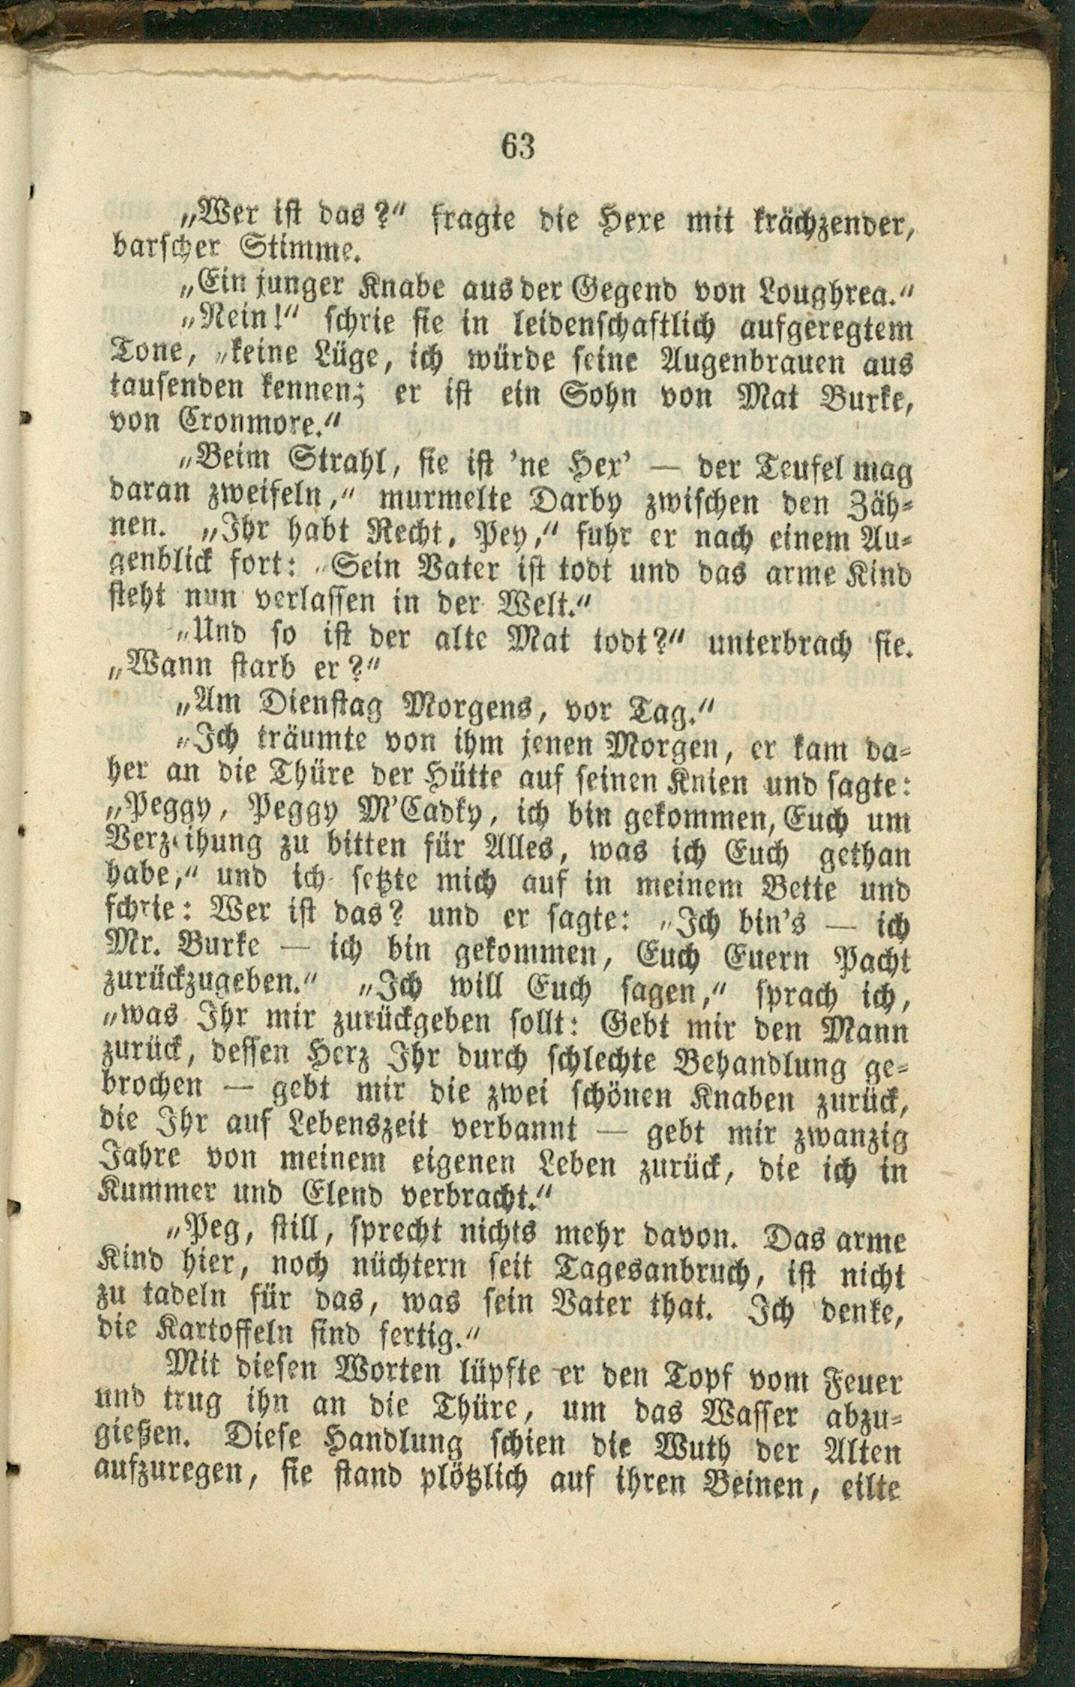 63
„Wer ist das?“ fragte die Hexe mit krächzender,
barscher Stimme.
„Ein junger Knabe aus der Gegend von Loughrea.“
„Nein!“ schrie sie in leidenschaftlich aufgeregtem
Tone, „keine Lüge, ich würde seine Augenbrauen aus
tausenden kennen; er ist ein Sohn von Mat Burke,
von Cronmore.“
„Beim Strahl, sie ist 'ne Hex' — der Teufel mag
daran zweifeln,“ murmelte Darby zwischen den Zäh-
nen. „Ihr habt Recht, Pey,“ fuhr er nach einem Au-
genblick fort: „Sein Vater ist todt und das arme Kind
steht nun verlassen in der Welt.“
„Und so ist der alte Mat todt?“ unterbrach sie.
„Wann starb er?“
„Am Dienstag Morgens, vor Tag.“
„Ich träumte von ihm jenen Morgen, er kam da-
her an die Thüre der Hütte auf seinen Knien und sagte:
„Peggy, Peggy M'Cadky, ich bin gekommen, Euch um
Verzeihung zu bitten für Alles, was ich Euch gethan
habe,“ und ich setzte mich auf in meinem Bette und
schrie: Wer ist das? und er sagte: „Ich bin's — ich
Mr. Burke — ich bin gekommen, Euch Euern Pacht
zurückzugeben.“ „Ich will Euch sagen,“ sprach ich,
„was Ihr mir zurückgeben sollt: Gebt mir den Mann
zurück, dessen Herz Ihr durch schlechte Behandlung ge-
brochen — gebt mir die zwei schönen Knaben zurück,
die Ihr auf Lebenszeit verbannt — gebt mir zwanzig
Jahre von meinem eigenen Leben zurück, die ich in
Kummer und Elend verbracht.“
„Peg, still, sprecht nichts mehr davon. Das arme
Kind hier, noch nüchtern seit Tagesanbruch, ist nicht
zu tadeln für das, was sein Vater that. Ich denke,
die Kartoffeln sind fertig.“
Mit diesen Worten lüpfte er den Topf vom Feuer
und trug ihn an die Thüre, um das Wasser abzu-
gießen. Diese Handlung schien die Wuth der Alten
aufzuregen, sie stand plötzlich auf ihren Beinen, eilte